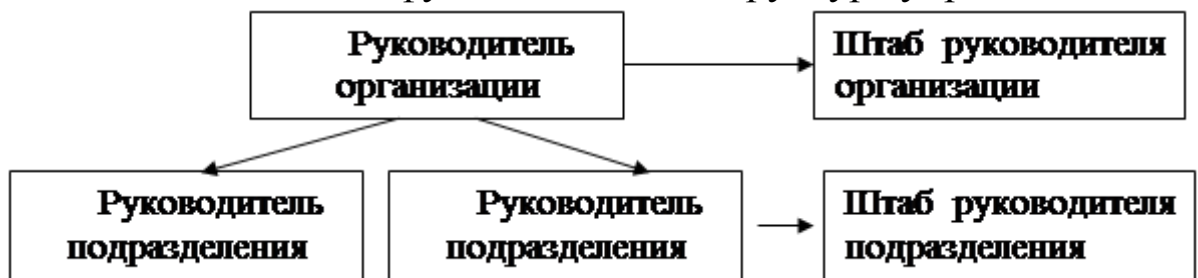 Руководитель
организации
Штаб руководителя
организации
Руководитель
подразделения
Руководитель
подразделения
Штаб руководителя
подразделения